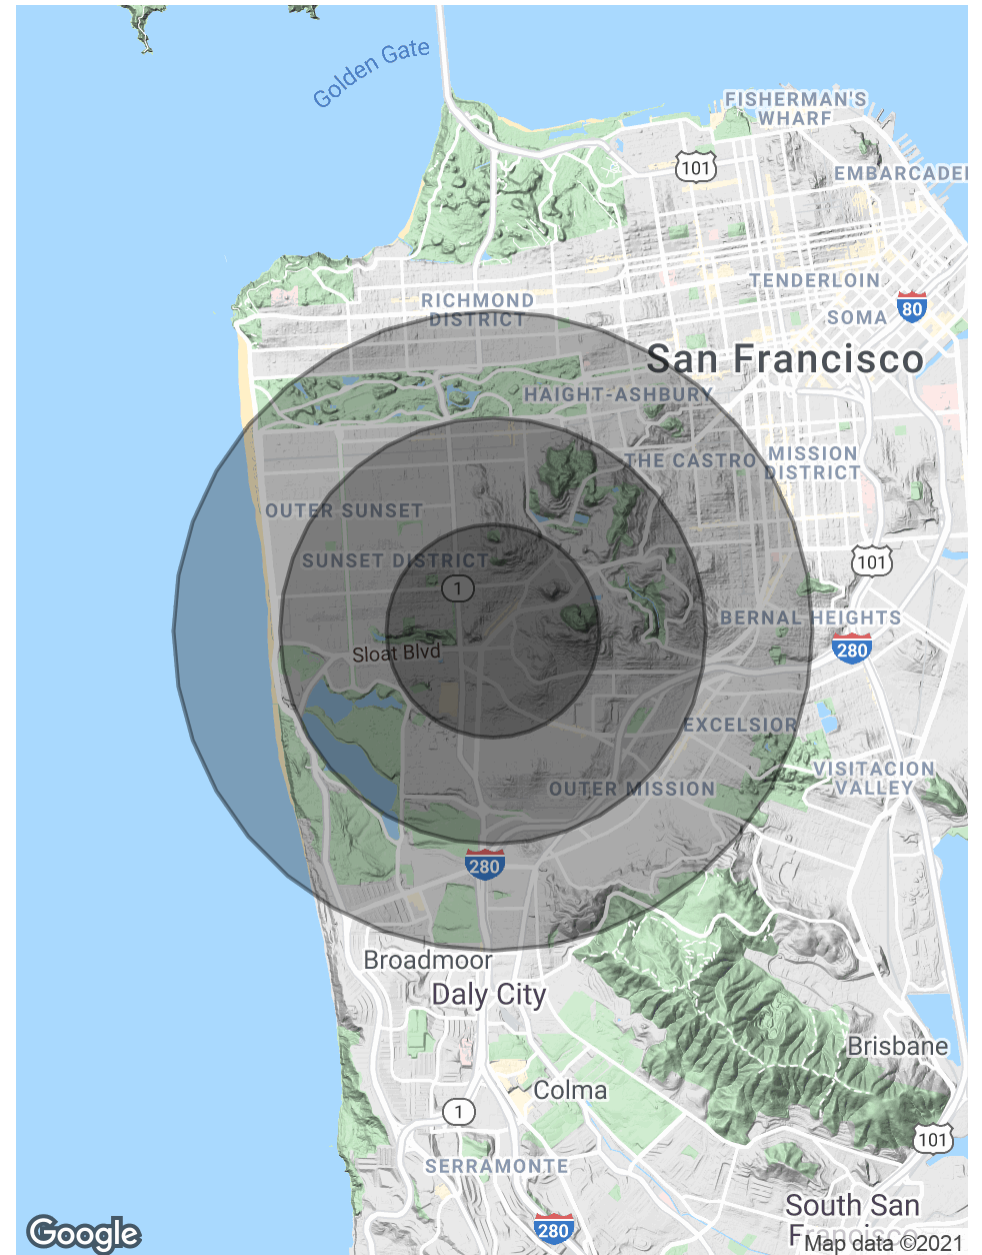 Golden Gate
FISHERMAN'S
WHARF
101
EMBARCADE
TENDERLOIN
RICHMOND
DISTRICT
80
SOMA
San Francisco
HAIGHT-ASHBURY
THE CASTRO
MISSION
DISTRICT
OUTER SUNSET
SUNSET DISTRICT
101
1
BERNAL HEIGHTS
Sloat Blvd
280
EXCELSIOR
VISITACION
VALLEY
OUTER MISSION
280
Broadmoor
Daly City
Brisbane
Colma
1
101
SERRAMONTE
South San
Francisco
280
Google
Map data ©2021